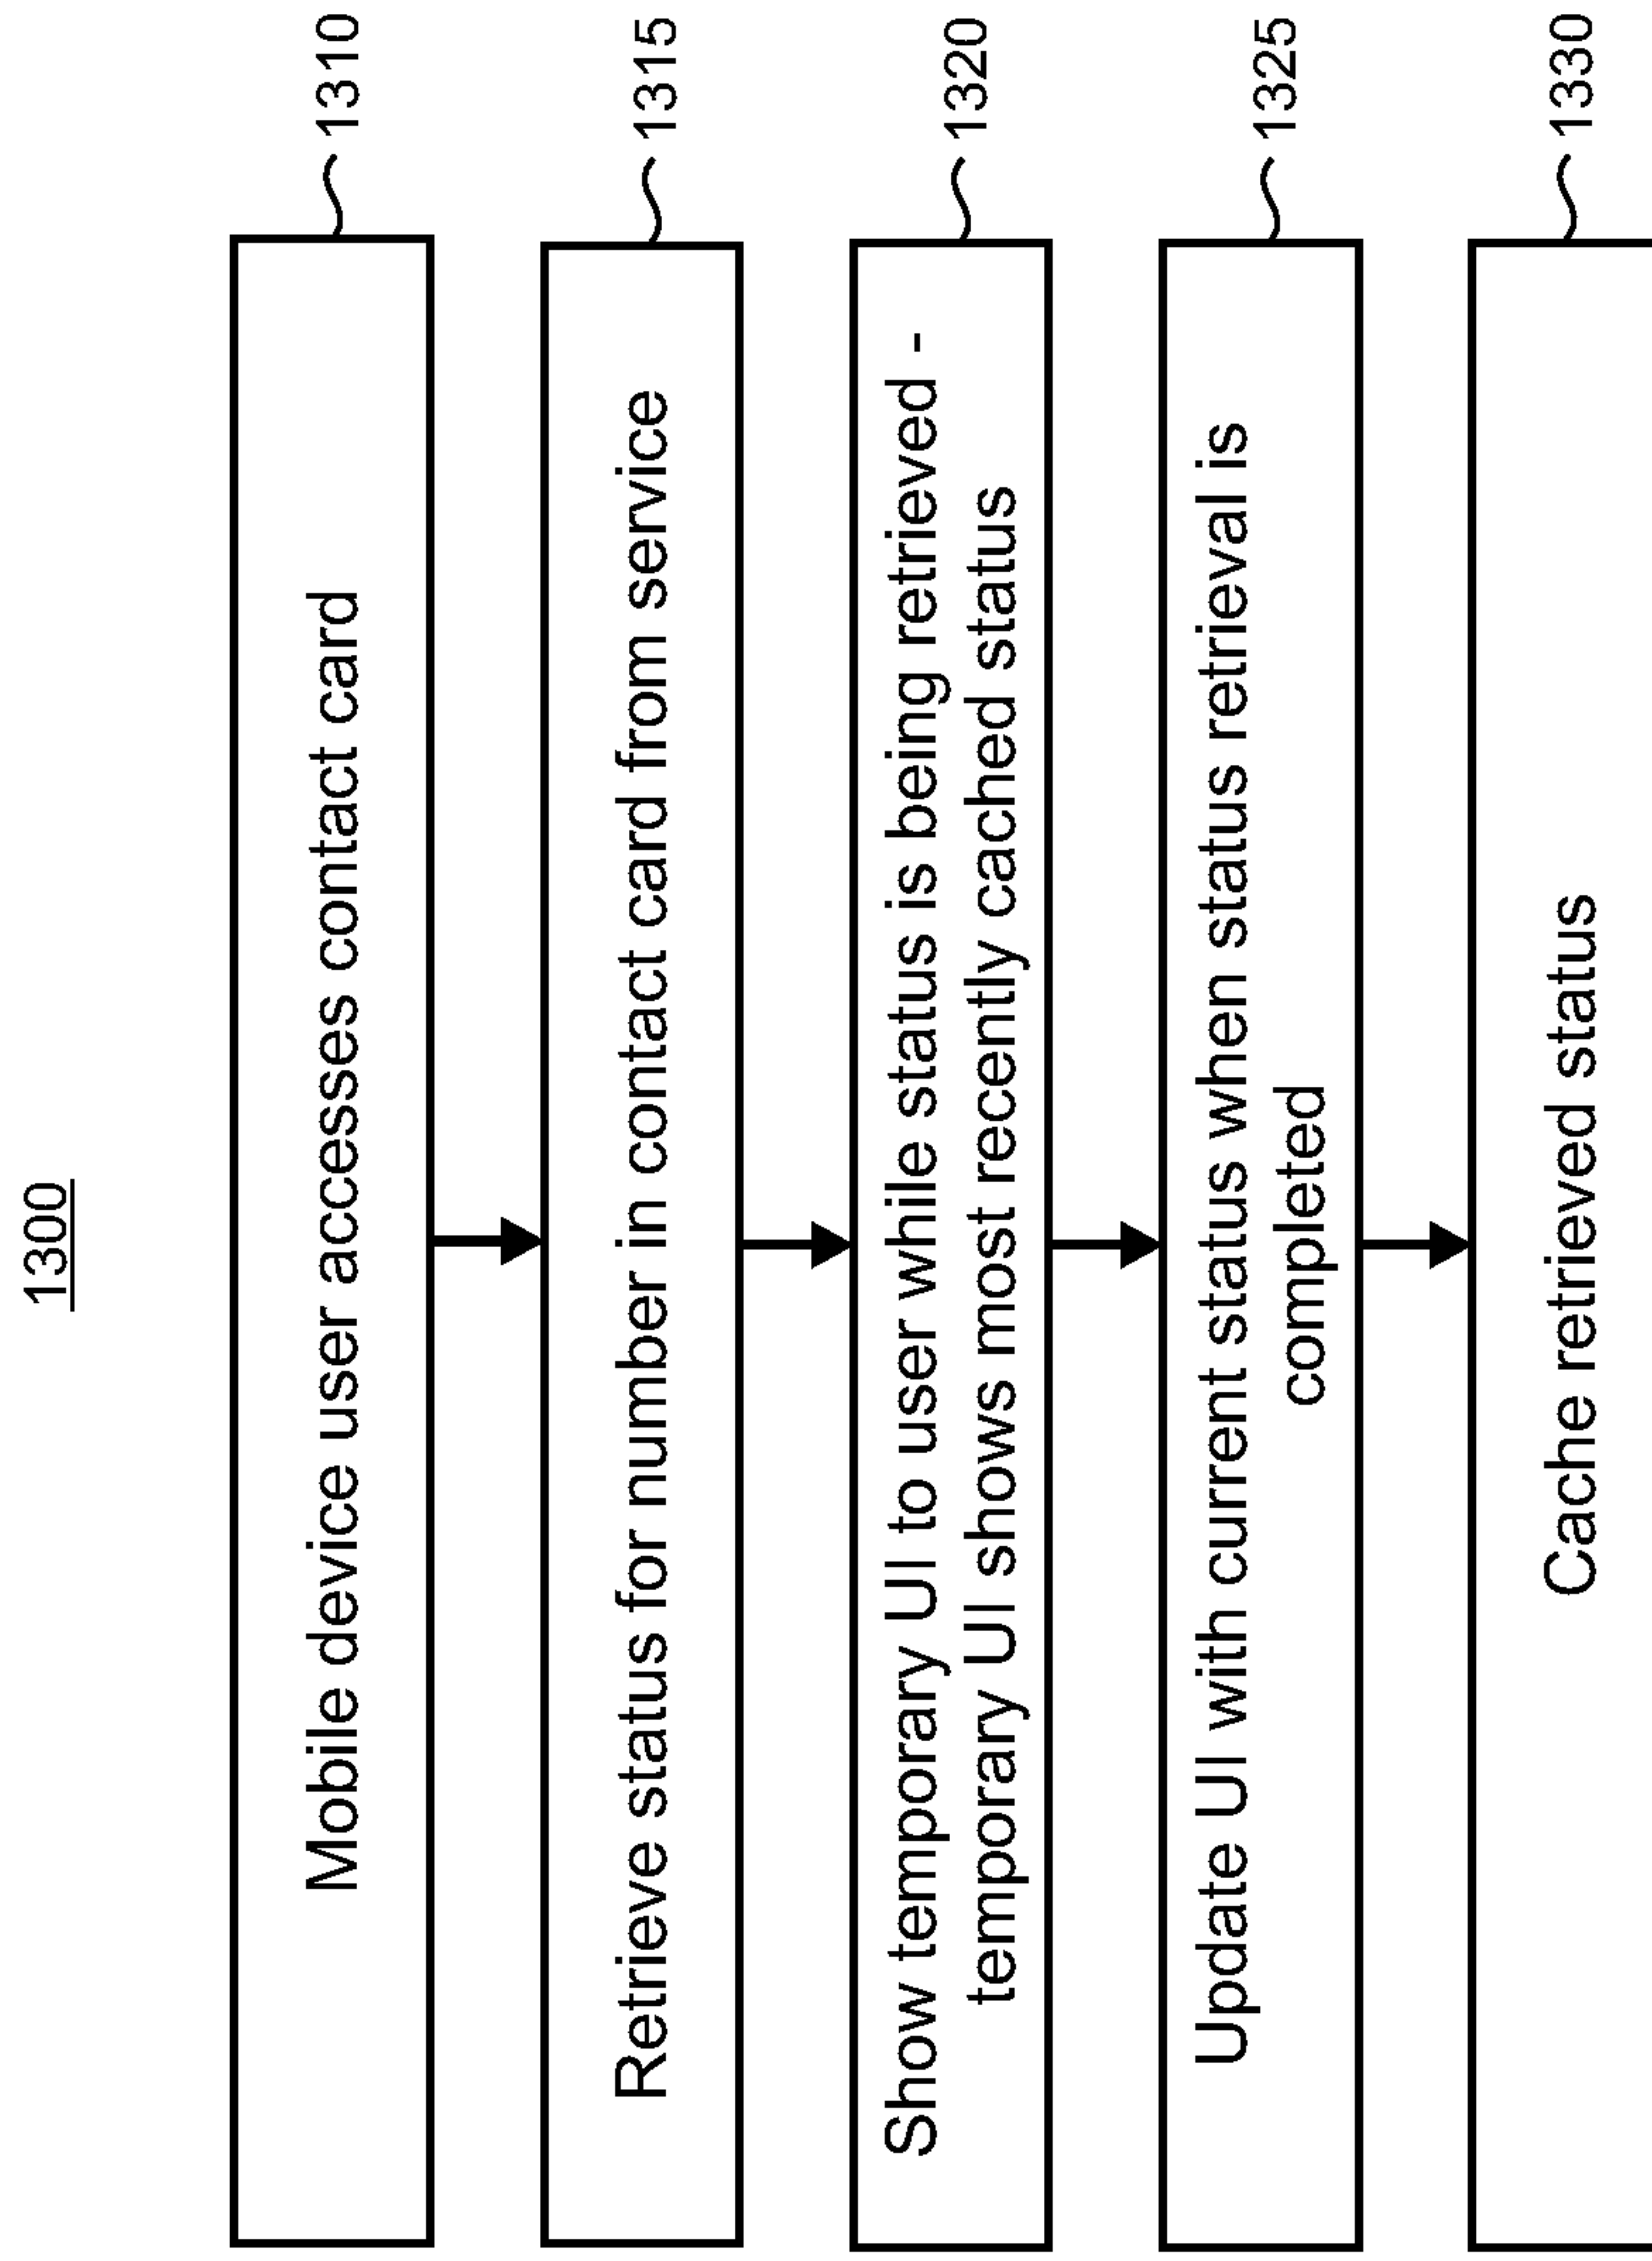 1300
Mobile device user accesses contact card
1310
Retrieve status for number in contact card from service
1315
Show temporary UI to user while status is being retrieved -
temporary UI shows most recently cached status
1320
Update UI with current status when status retrieval is
completed
1325
Cache retrieved status
1330